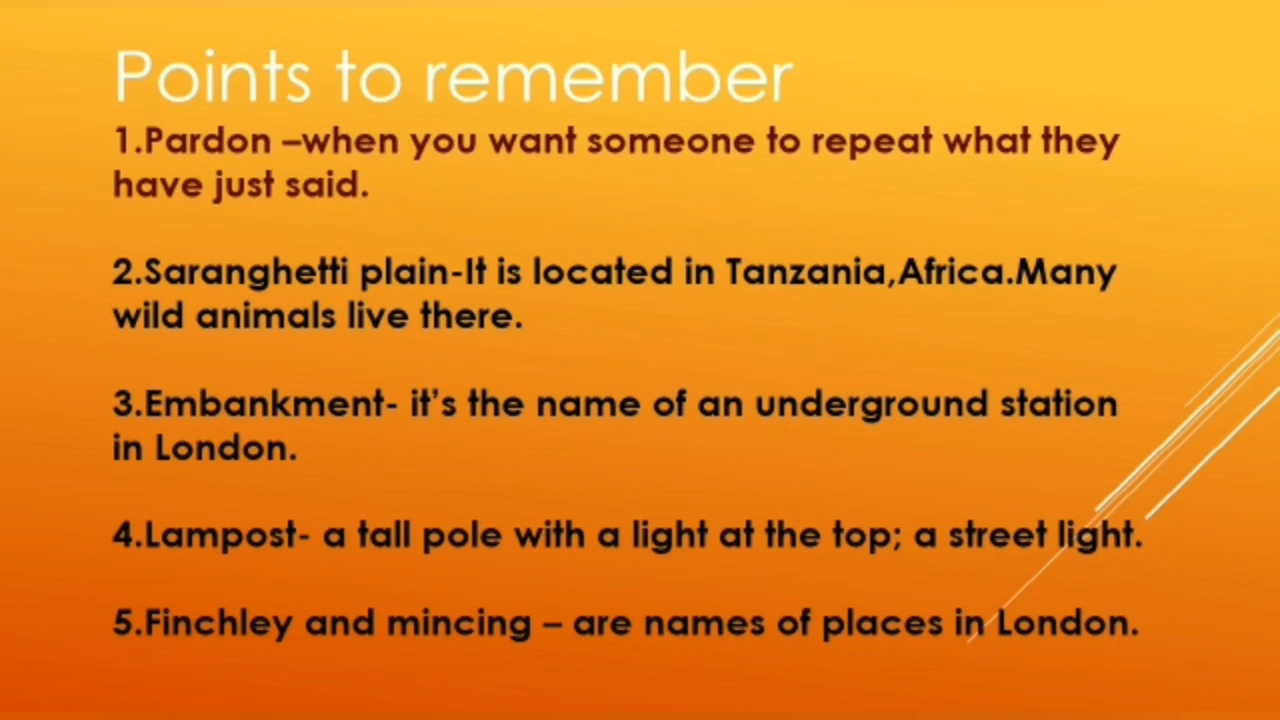 Points to remember
1.Pardon –when you want someone to repeat what they
have just said.
2.Saranghetti plain-It is located in Tanzania,Africa.Many
wild animals live there.
3.Embankment- it’s the name of an underground station
in London.
4.Lampost- a tall pole with a light at the top; a street light.
5.Finchley and mincing – are names of places in London.